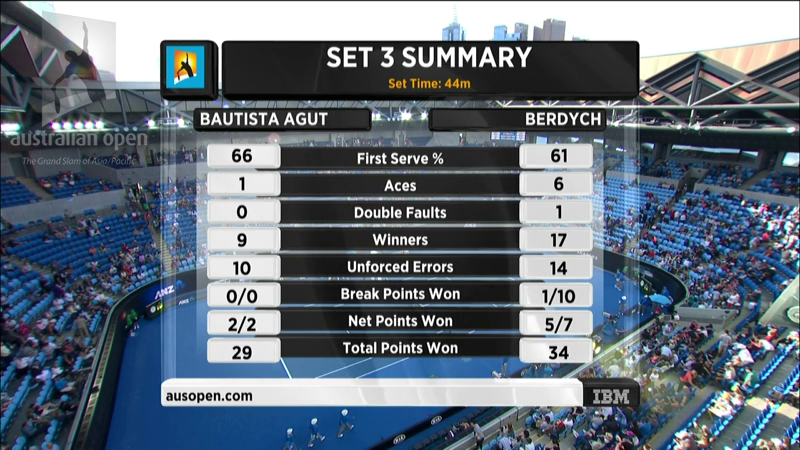 SET 3 SUMMARY
Set Time: 44m
australian open
The Grand Slam of Asia/Pacific
BAUTISTA AGUT BERDYCH
66 First Serve % 61
1 Aces 6
0 Double Faults 1
9 Winners 17
10 Unforced Errors 14
0/0 Break Points Won 1/10
2/2 Net Points Won 5/7
29 Total Points Won 34
ANZ
ausopen.com IBM
KIA